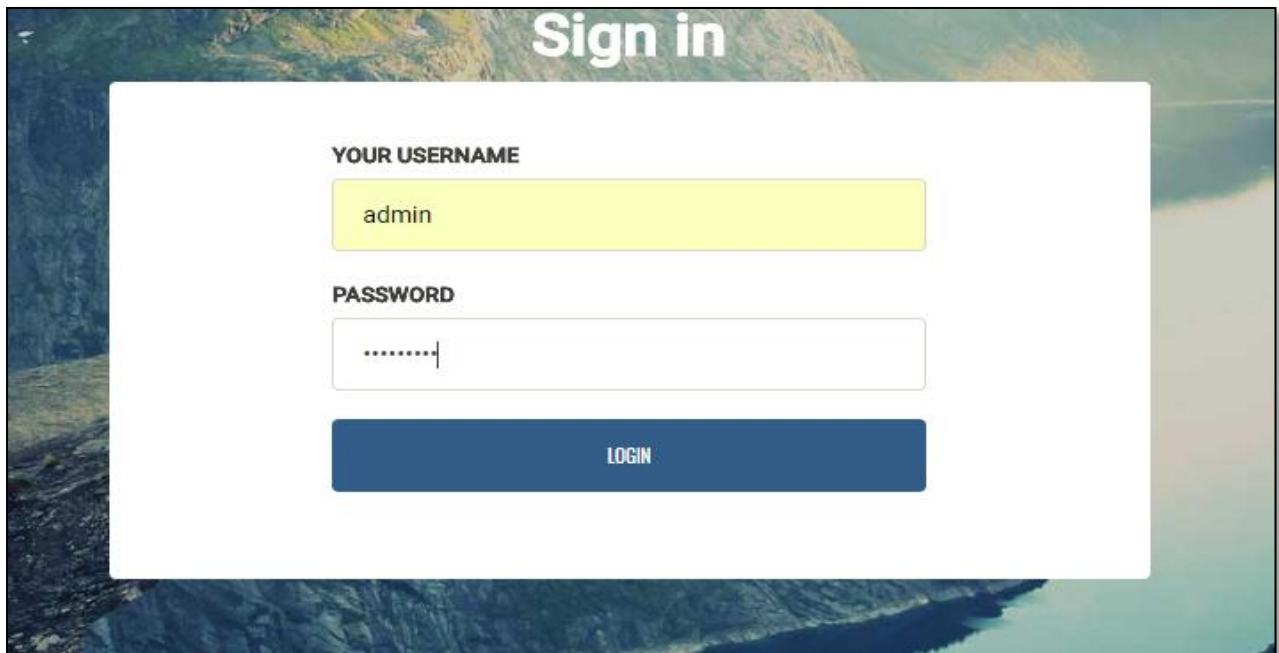 Sign in
YOUR USERNAME
admin
PASSWORD
•••••••••
LOGIN